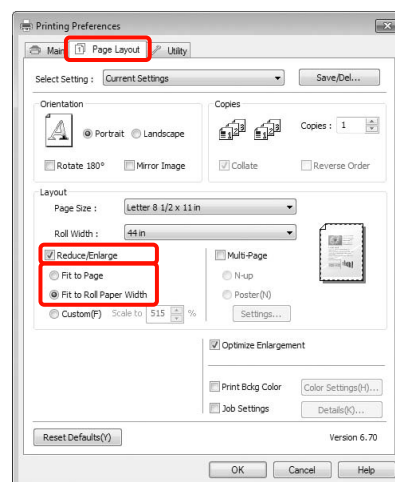 Printing Preferences
Main Page Layout Utility
Select Setting : Current Settings Save/Del...
Orientation Copies
A Portrait Landscape Copies : 1
Rotate 180° Mirror Image Collate Reverse Order
Layout
Page Size : Letter 8 1/2 x 11 in
Roll Width : 44 in
Reduce/Enlarge Multi-Page
Fit to Page N-up
Fit to Roll Paper Width Poster(N)
Custom(F) Scale to 515 % Settings...
Optimize Enlargement
Print Bckg Color Color Settings(H)...
Job Settings Details(K)...
Reset Defaults(Y) Version 6.70
OK Cancel Help